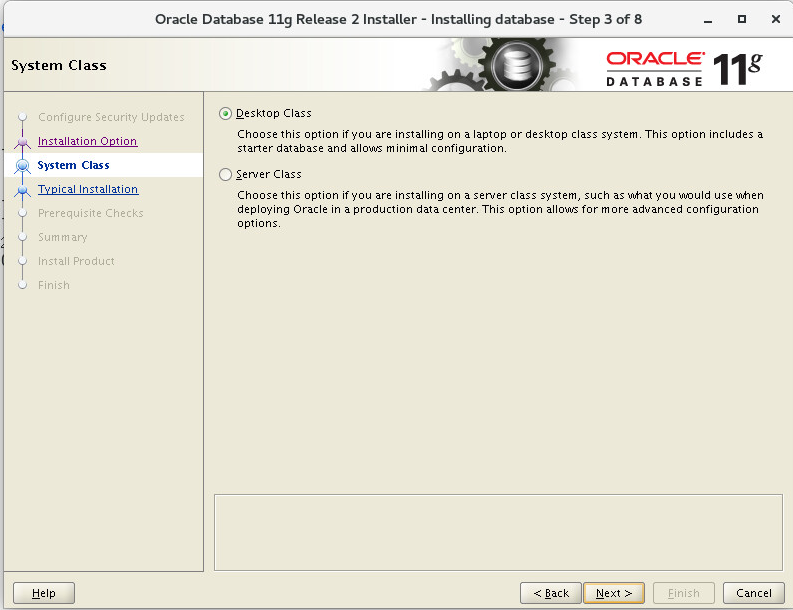 Oracle Database 11g Release 2 Installer - Installing database - Step 3 of 8
System Class
ORACLE
DATABASE
11g
Configure Security Updates
Installation Option
System Class
Typical Installation
Prerequisite Checks
Summary
Install Product
Finish
Desktop Class
Choose this option if you are installing on a laptop or desktop class system. This option includes a
starter database and allows minimal configuration.
Server Class
Choose this option if you are installing on a server class system, such as what you would use when
deploying Oracle in a production data center. This option allows for more advanced configuration
options.
Help
< Back
Next >
Finish
Cancel